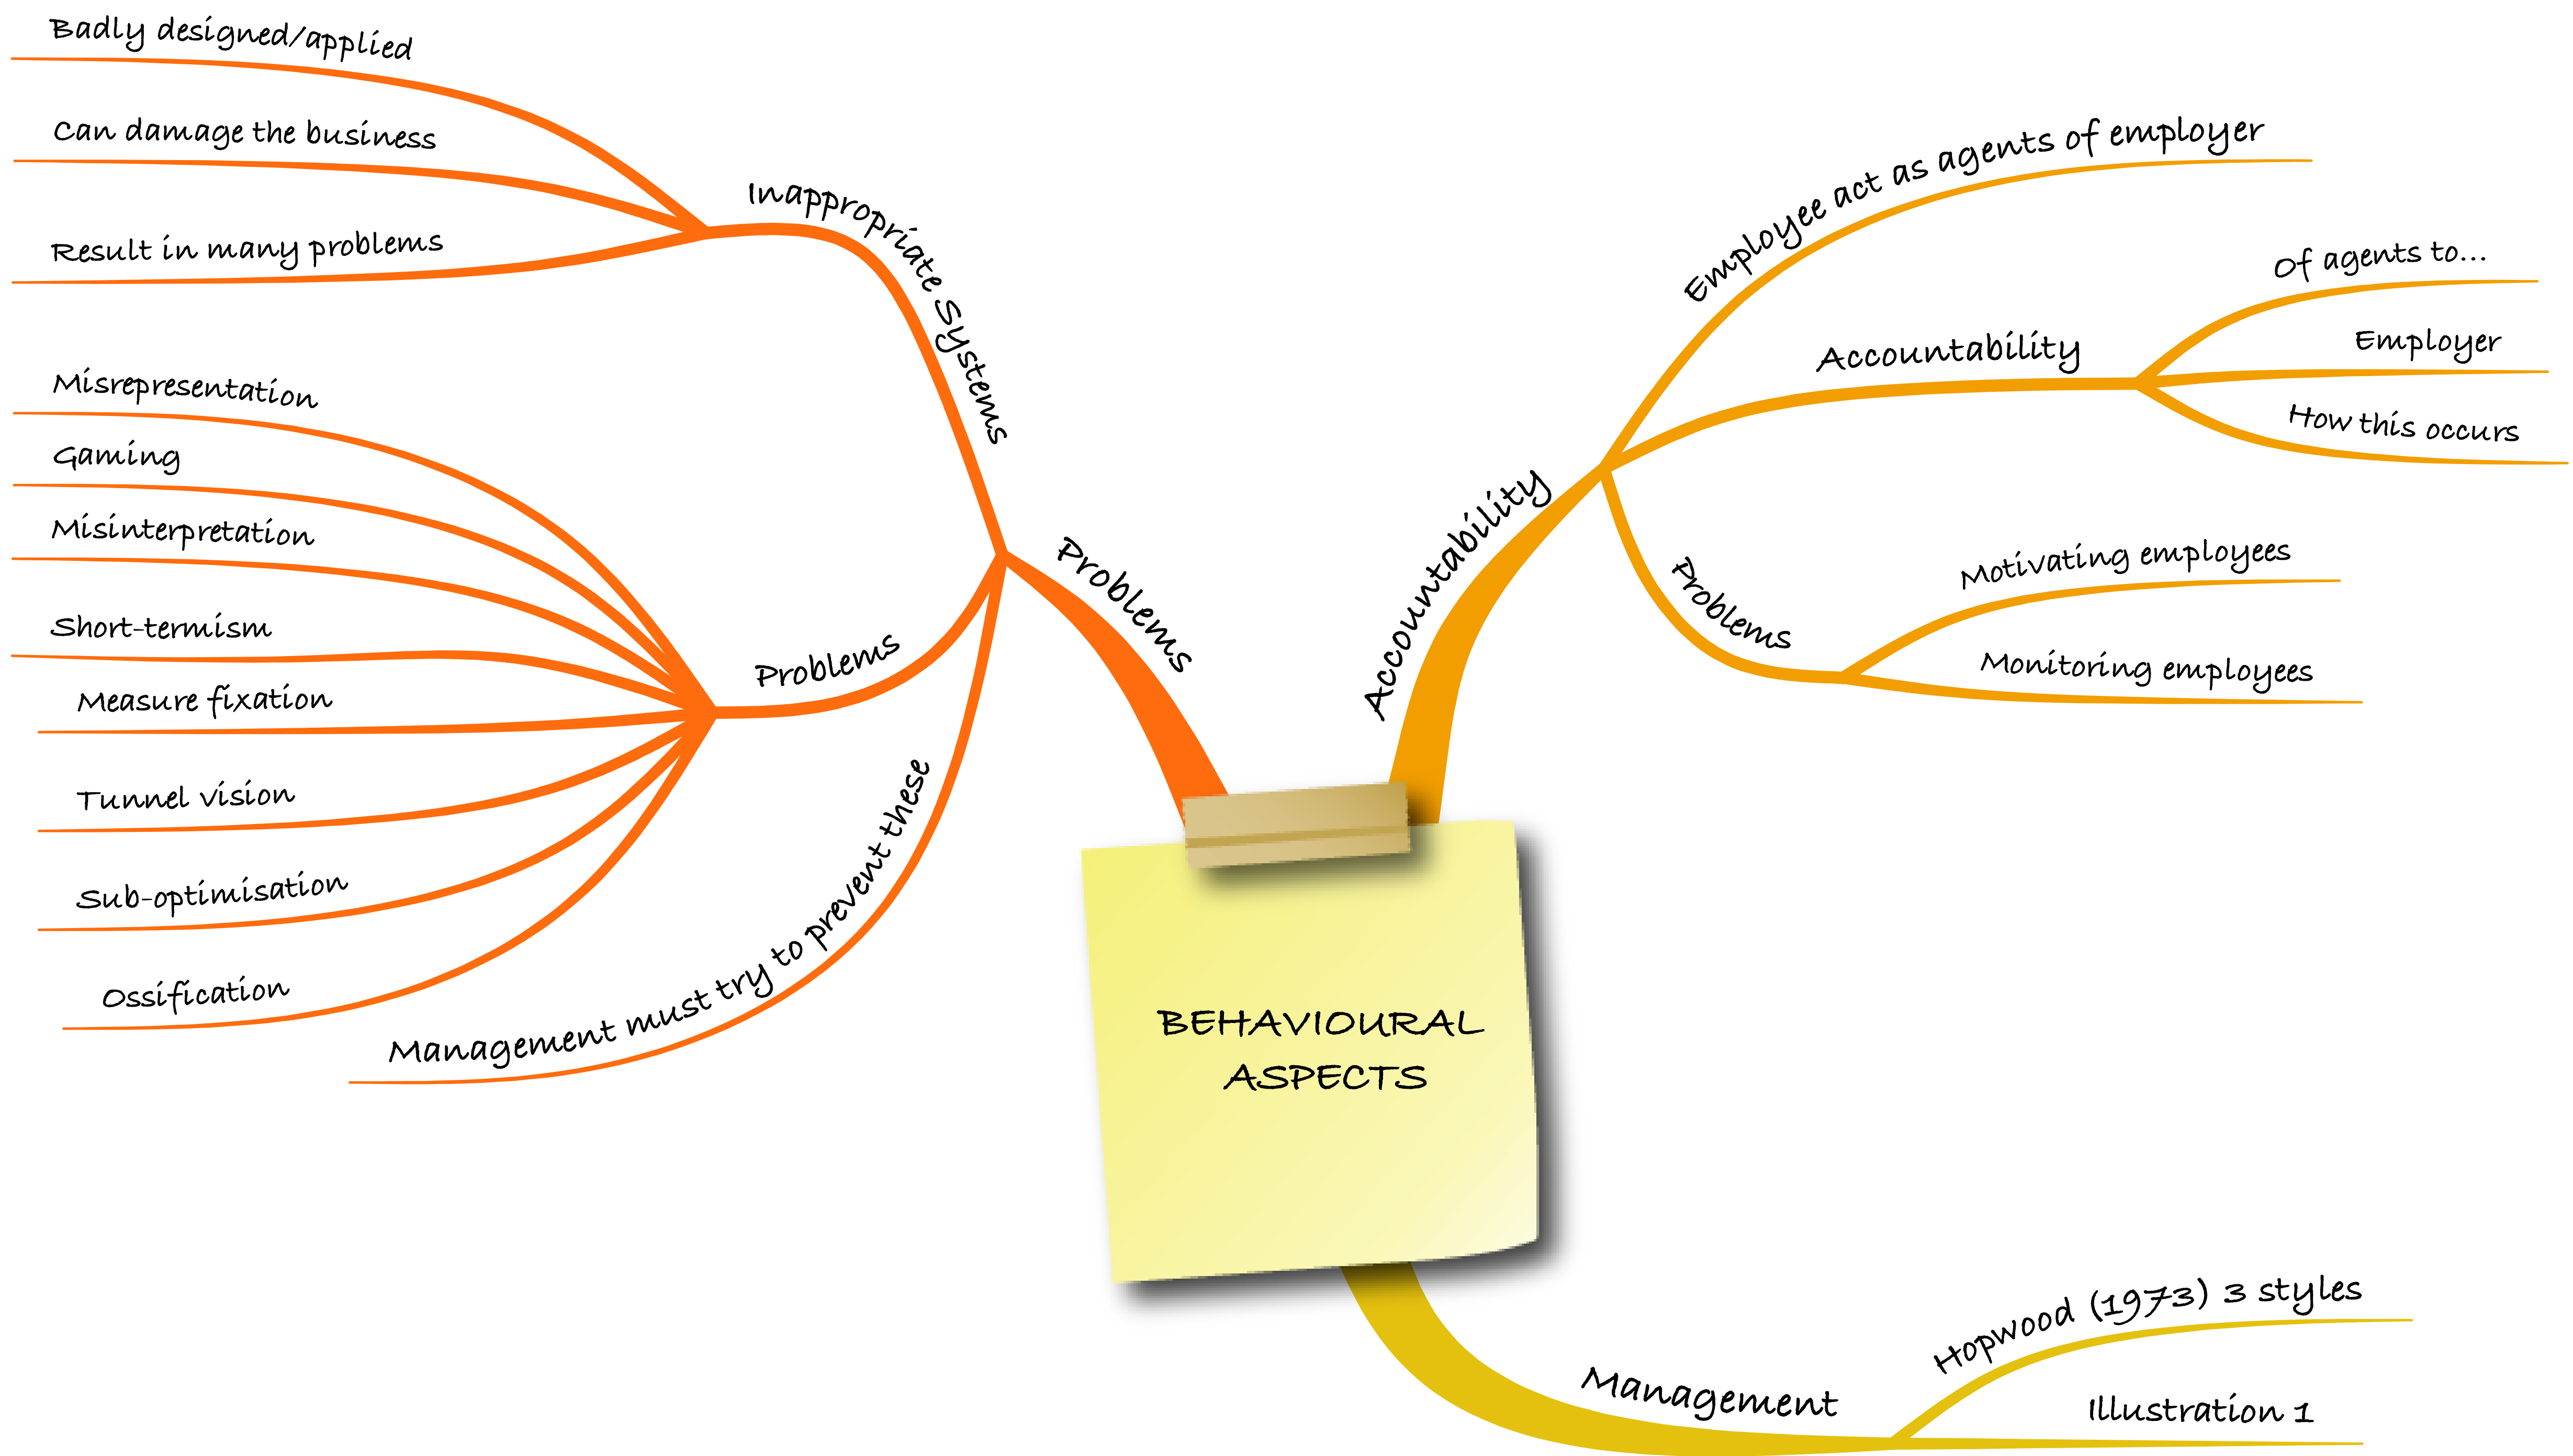 Badly designed/applied
Can damage the business
Result in many problems
Inappropriate Systems
Misrepresentation
Gaming
Misinterpretation
Short-termism
Measure fixation
Tunnel vision
Sub-optimisation
Ossification
Problems
Management must try to prevent these
Problems
Accountability
Employee act as agents of employer
Accountability
Of agents to...
Employer
How this occurs
Problems
Motivating employees
Monitoring employees
BEHAVIOURAL
ASPECTS
Management
Hopwood (1973) 3 styles
Illustration 1